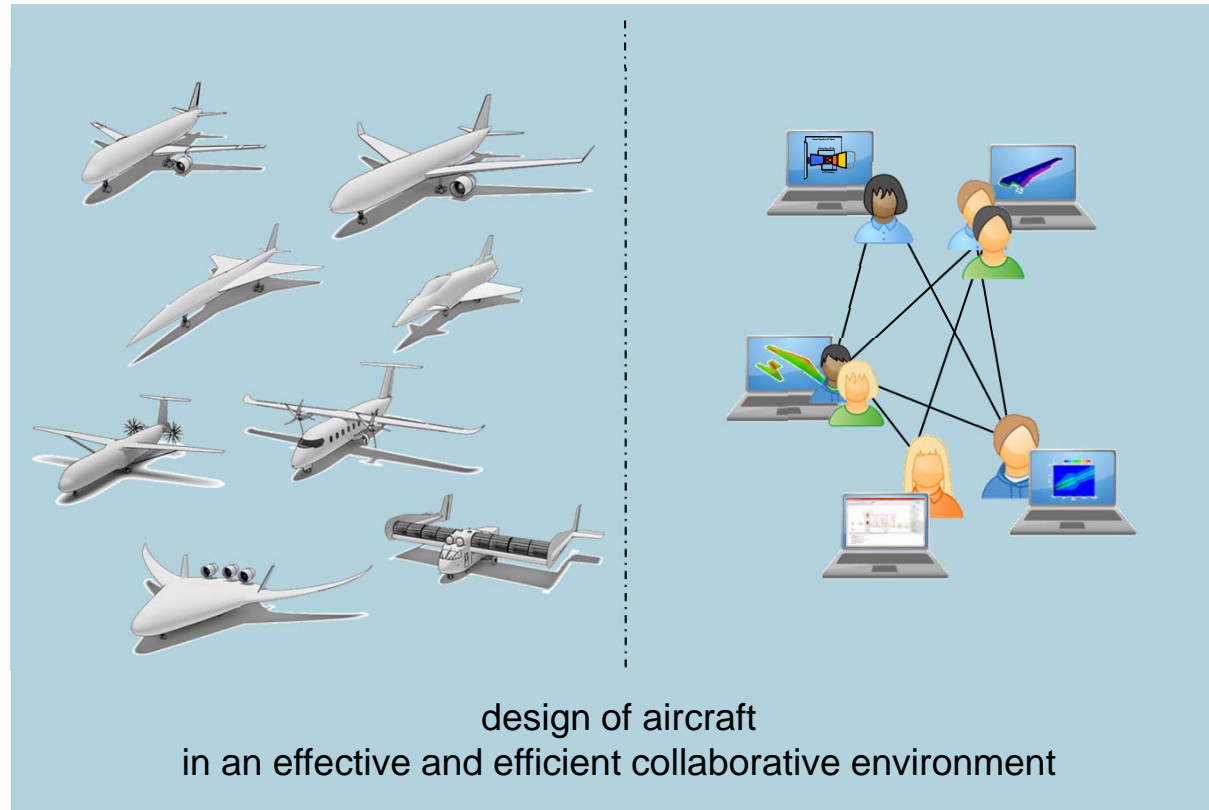 design of aircraft
in an effective and efficient collaborative environment